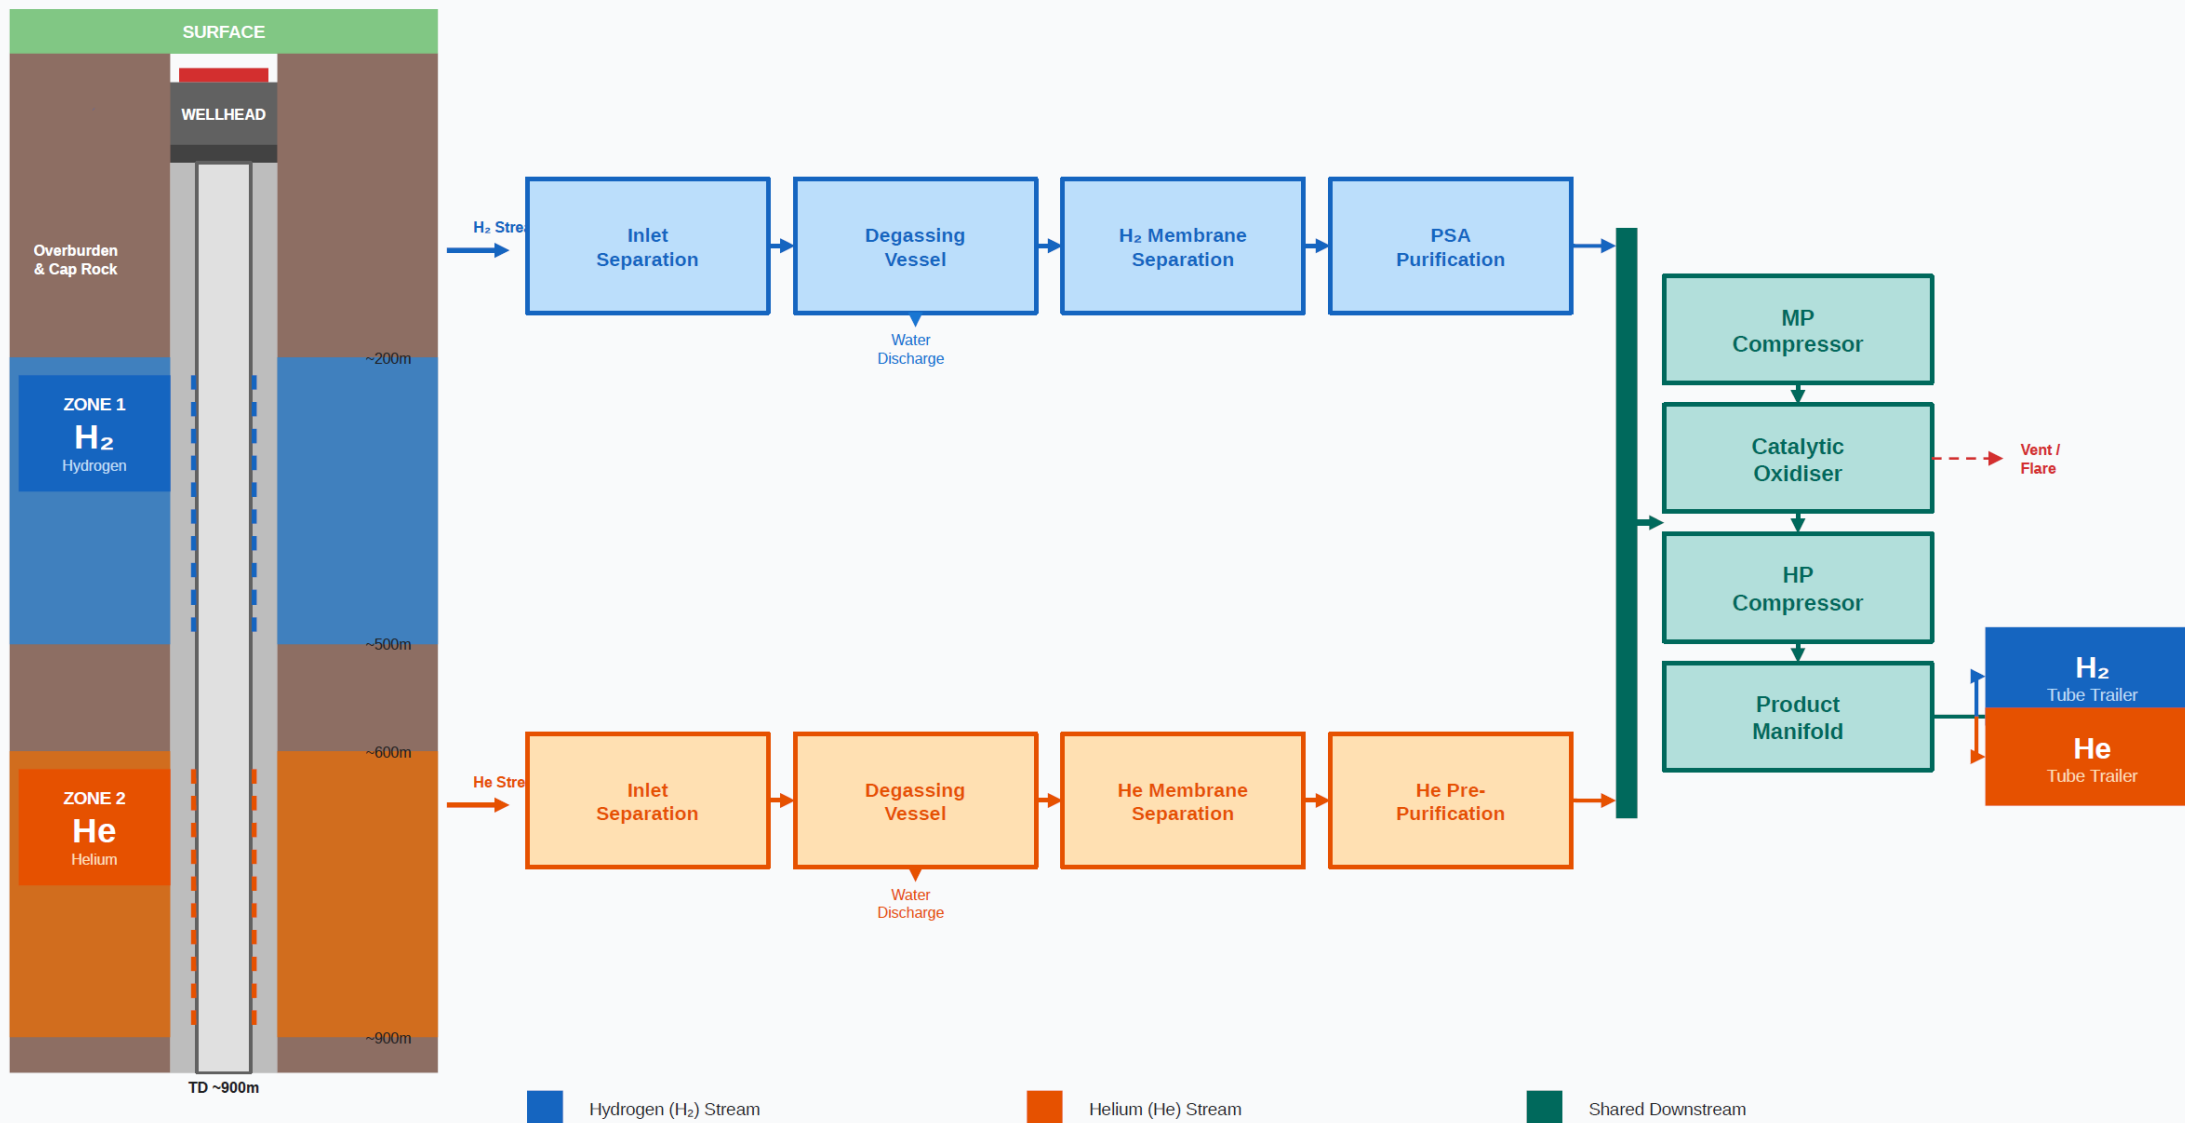 SURFACE
WELLHEAD
Overburden
& Cap Rock
~200m
ZONE 1
H₂
Hydrogen
~500m
~600m
ZONE 2
He
Helium
~900m
TD ~900m
H₂ Strea
Inlet
Separation
Degassing
Vessel
H₂ Membrane
Separation
PSA
Purification
Water
Discharge
He Stre
Inlet
Separation
Degassing
Vessel
He Membrane
Separation
He Pre-
Purification
Water
Discharge
MP
Compressor
Catalytic
Oxidiser
Vent /
Flare
HP
Compressor
Product
Manifold
H₂
Tube Trailer
He
Tube Trailer
Hydrogen (H₂) Stream
Helium (He) Stream
Shared Downstream